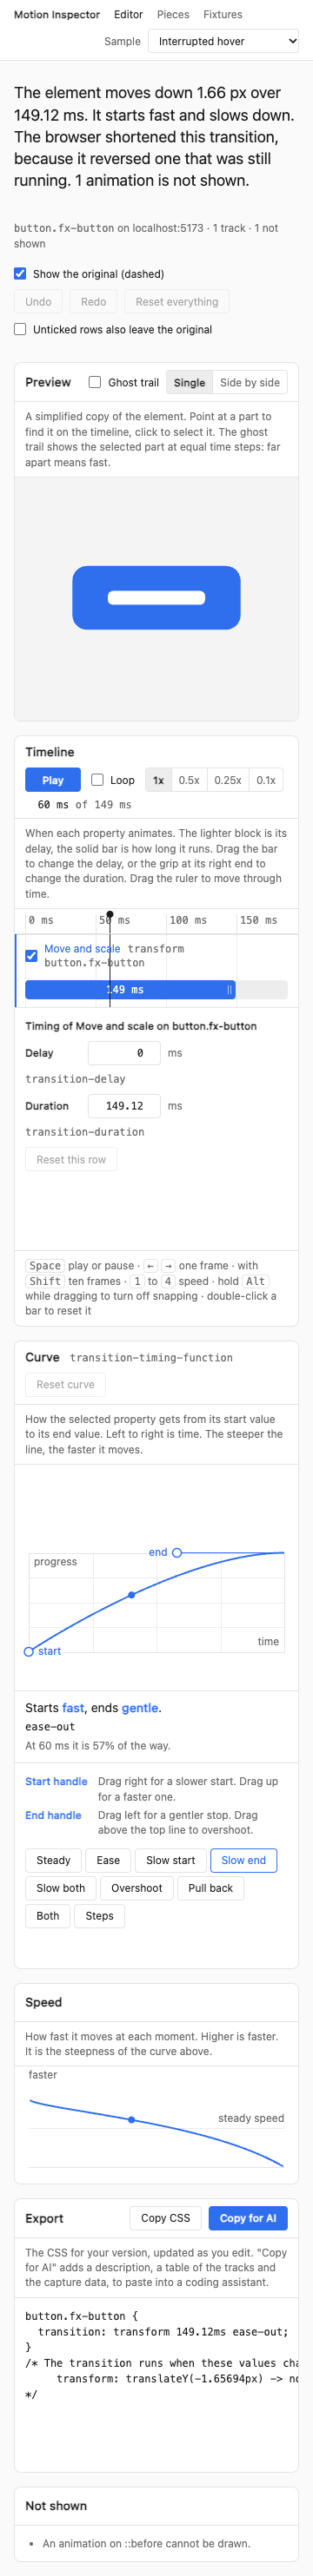 Motion Inspector Editor Pieces Fixtures
Sample Interrupted hover
The element moves down 1.66 px over
149.12 ms. It starts fast and slows down.
The browser shortened this transition,
because it reversed one that was still
running. 1 animation is not shown.
button.fx-button on localhost:5173 · 1 track · 1 not
shown
Show the original (dashed)
Undo Redo Reset everything
Unticked rows also leave the original
Preview Ghost trail Single Side by side
A simplified copy of the element. Point at a part to
find it on the timeline, click to select it. The ghost
trail shows the selected part at equal time steps: far
apart means fast.
Timeline
Play Loop 1x 0.5x 0.25x 0.1x
60 ms of 149 ms
When each property animates. The lighter block is its
delay, the solid bar is how long it runs. Drag the bar
to change the delay, or the grip at its right end to
change the duration. Drag the ruler to move through
time.
0 ms 50 ms 100 ms 150 ms
Move and scale transform
button.fx-button
149 ms
Timing of Move and scale on button.fx-button
Delay 0 ms
transition-delay
Duration 149.12 ms
transition-duration
Reset this row
Space play or pause · ← → one frame · with
Shift ten frames · 1 to 4 speed · hold Alt
while dragging to turn off snapping · double-click a
bar to reset it
Curve transition-timing-function
Reset curve
How the selected property gets from its start value
to its end value. Left to right is time. The steeper the
line, the faster it moves.
end
progress
time
start
Starts fast, ends gentle.
ease-out
At 60 ms it is 57% of the way.
Start handle Drag right for a slower start. Drag up
for a faster one.
End handle Drag left for a gentler stop. Drag
above the top line to overshoot.
Steady Ease Slow start Slow end
Slow both Overshoot Pull back
Both Steps
Speed
How fast it moves at each moment. Higher is faster.
It is the steepness of the curve above.
faster
steady speed
Export Copy CSS Copy for AI
The CSS for your version, updated as you edit. "Copy
for AI" adds a description, a table of the tracks and
the capture data, to paste into a coding assistant.
button.fx-button {
transition: transform 149.12ms ease-out;
}
/* The transition runs when these values cha
transform: translateY(-1.65694px) -> no
*/
Not shown
• An animation on ::before cannot be drawn.